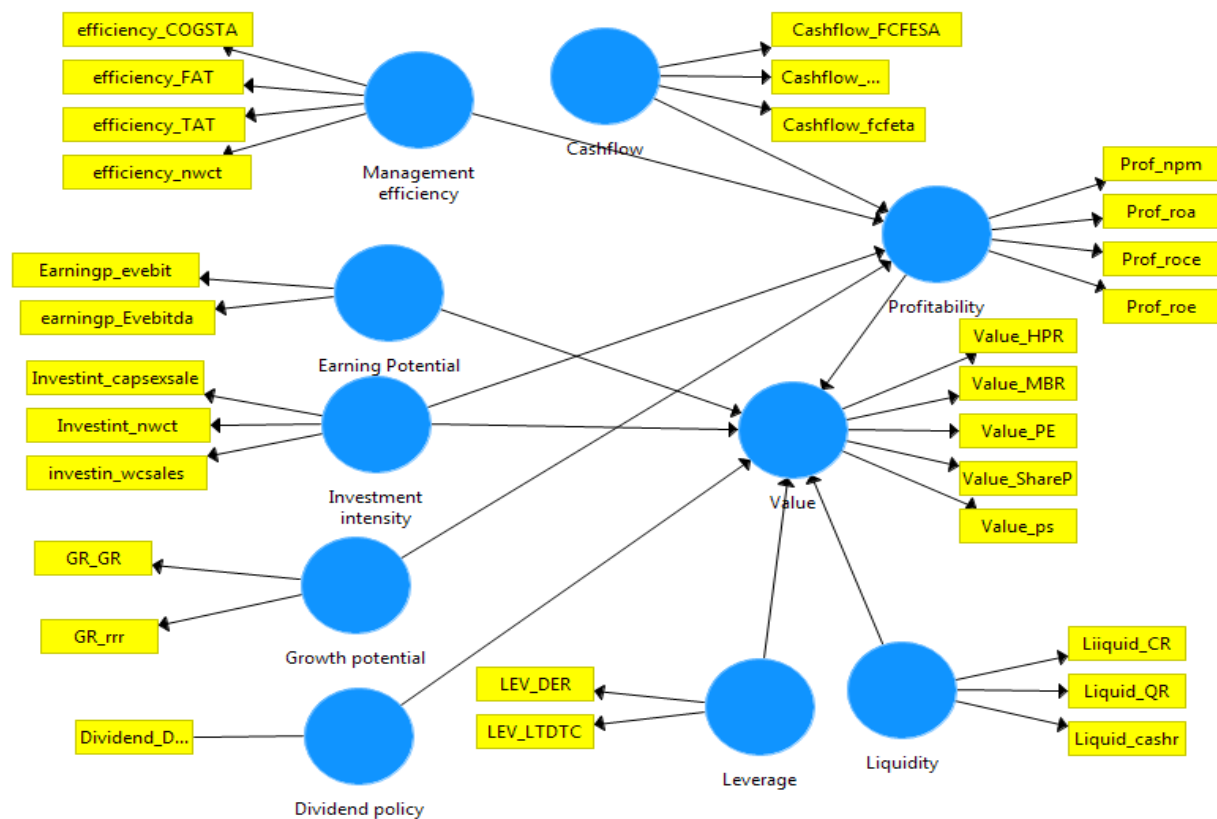 efficiency_COGSTA
efficiency_FAT
efficiency_TAT
efficiency_nwct
Management
efficiency
Cashflow_FCFESA
Cashflow_...
Cashflow_fcfeta
Cashflow
Prof_npm
Prof_roa
Prof_roce
Prof_roe
Profitability
Earningp_evebit
earningp_Evebitda
Earning Potential
Investint_capsexsale
Investint_nwct
investin_wcsales
Investment
intensity
Value_HPR
Value_MBR
Value_PE
Value_ShareP
Value_ps
Value
GR_GR
GR_rrr
Growth potential
Dividend_D...
Dividend policy
LEV_DER
LEV_LTDTC
Leverage
Liiquid_CR
Liquid_QR
Liquid_cashr
Liquidity